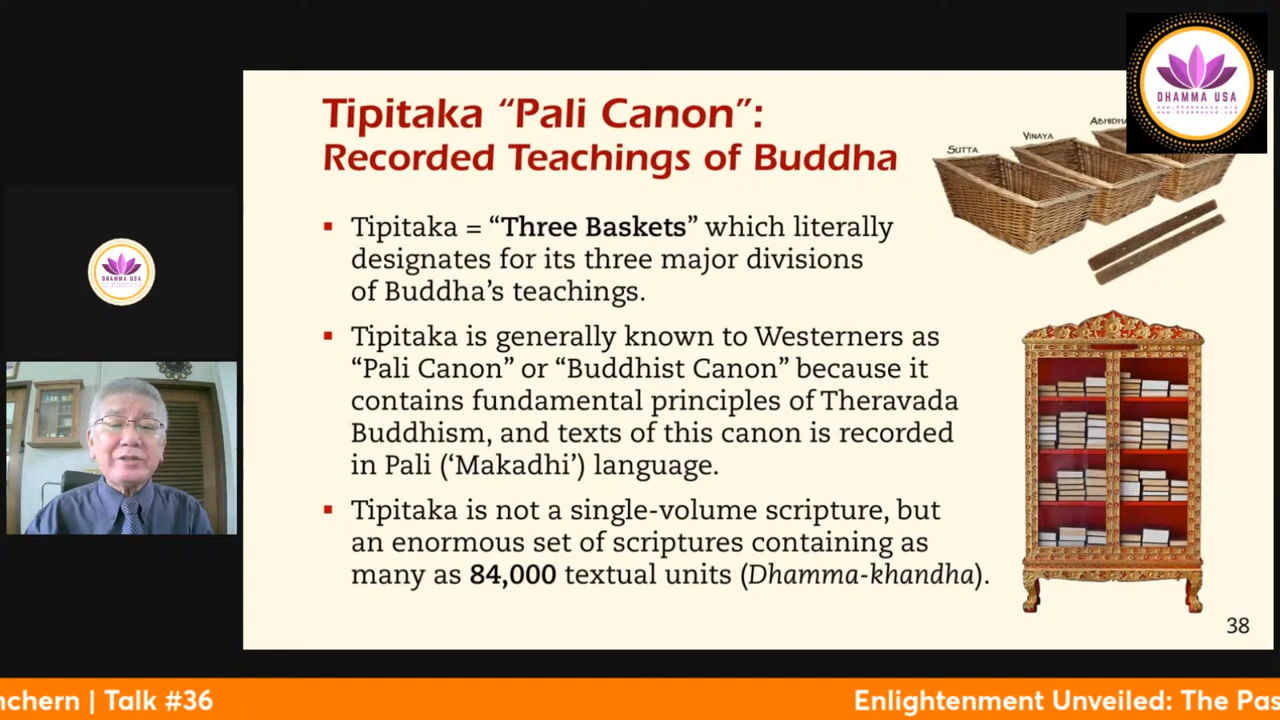 Tipitaka “Pali Canon”:
Recorded Teachings of Buddha
▪ Tipitaka = “Three Baskets” which literally
designates for its three major divisions
of Buddha’s teachings.
▪ Tipitaka is generally known to Westerners as
“Pali Canon” or “Buddhist Canon” because it
contains fundamental principles of Theravada
Buddhism, and texts of this canon is recorded
in Pali (‘Makadhi’) language.
▪ Tipitaka is not a single-volume scripture, but
an enormous set of scriptures containing as
many as 84,000 textual units (Dhamma-khandha).
SUTTA
VINAYA
ABHIDHA
DHAMMA USA
DHAMMA USA
38
nchern | Talk #36
Enlightenment Unveiled: The Pas